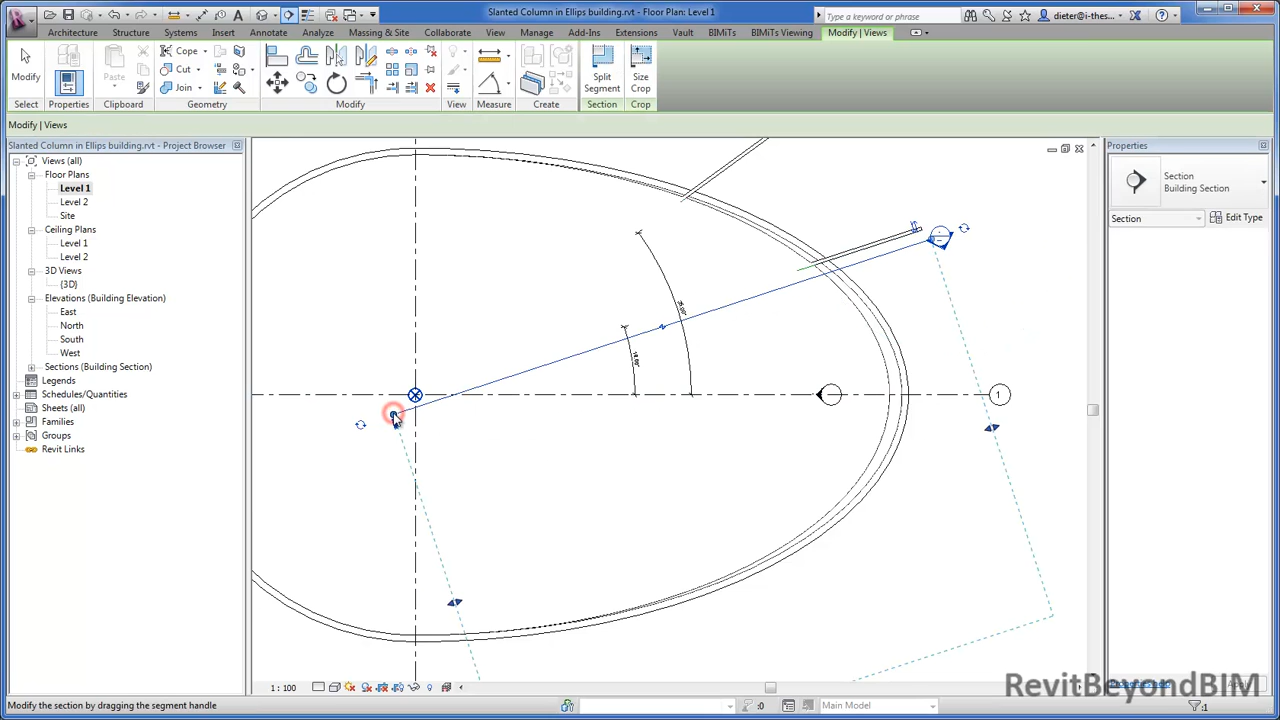 Slanted Column in Ellips building.rvt - Floor Plan: Level 1
Type a keyword or phrase
dieter@i-thes...
Architecture Structure Systems Insert Annotate Analyze Massing & Site Collaborate View Manage Add-Ins Extensions Vault BIMiTs BIMiTs Viewing Modify | Views
Modify
Paste
Cope
Cut
Join
Split Segment
Size Crop
Select Properties Clipboard Geometry Modify View Measure Create Section Crop
Modify | Views
Slanted Column in Ellips building.rvt - Project Browser
Views (all)
Floor Plans
Level 1
Level 2
Site
Ceiling Plans
Level 1
Level 2
3D Views
{3D}
Elevations (Building Elevation)
East
North
South
West
Sections (Building Section)
Legends
Schedules/Quantities
Sheets (all)
Families
Groups
Revit Links
1
Properties
Section
Building Section
Section
Edit Type
1 : 100
Properties help
RevitBeyondBIM
Modify the section by dragging the segment handle
:0
Main Model
:1